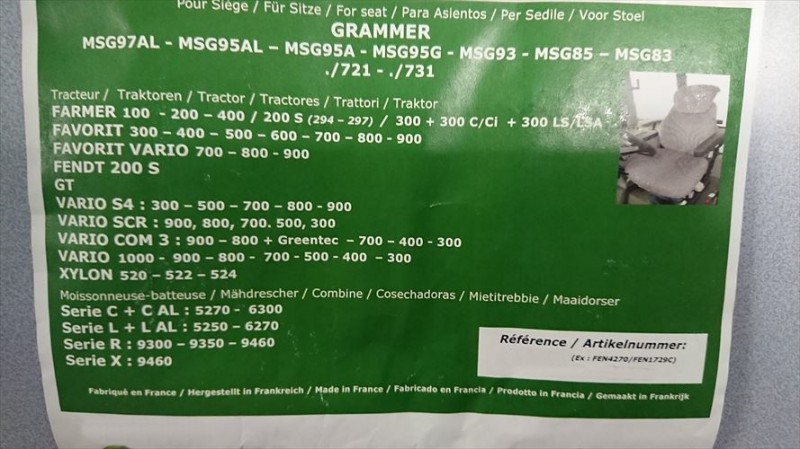 Pour Siège / Für Sitze / For seat / Para Asientos / Per Sedile / Voor Stoel
GRAMMER
MSG97AL - MSG95AL – MSG95A - MSG95G - MSG93 - MSG85 – MSG83
./721 - ./731
Tracteur / Traktoren / Tractor / Tractores / Trattori / Traktor
FARMER 100 - 200 – 400 / 200 S (294 – 297) / 300 + 300 C/Ci + 300 LS/LSA
FAVORIT 300 – 400 – 500 – 600 – 700 – 800 - 900
FAVORIT VARIO 700 – 800 - 900
FENDT 200 S
GT
VARIO S4 : 300 – 500 – 700 – 800 - 900
VARIO SCR : 900, 800, 700. 500, 300
VARIO COM 3 : 900 – 800 + Greentec – 700 – 400 - 300
VARIO 1000 - 900 – 800 - 700 - 500 - 400 – 300
XYLON 520 – 522 – 524
Moissonneuse-batteuse / Mähdrescher / Combine / Cosechadoras / Mietitrebbie / Maaidorser
Serie C + C AL : 5270 - 6300
Serie L + L AL : 5250 – 6270
Serie R : 9300 – 9350 – 9460
Serie X : 9460
Référence / Artikelnummer:
(Ex : FEN4270/FEN1729C)
Fabriqué en France / Hergestellt in Frankreich / Made in France / Fabricado en Francia / Prodotto in Francia / Gemaakt in Frankrijk